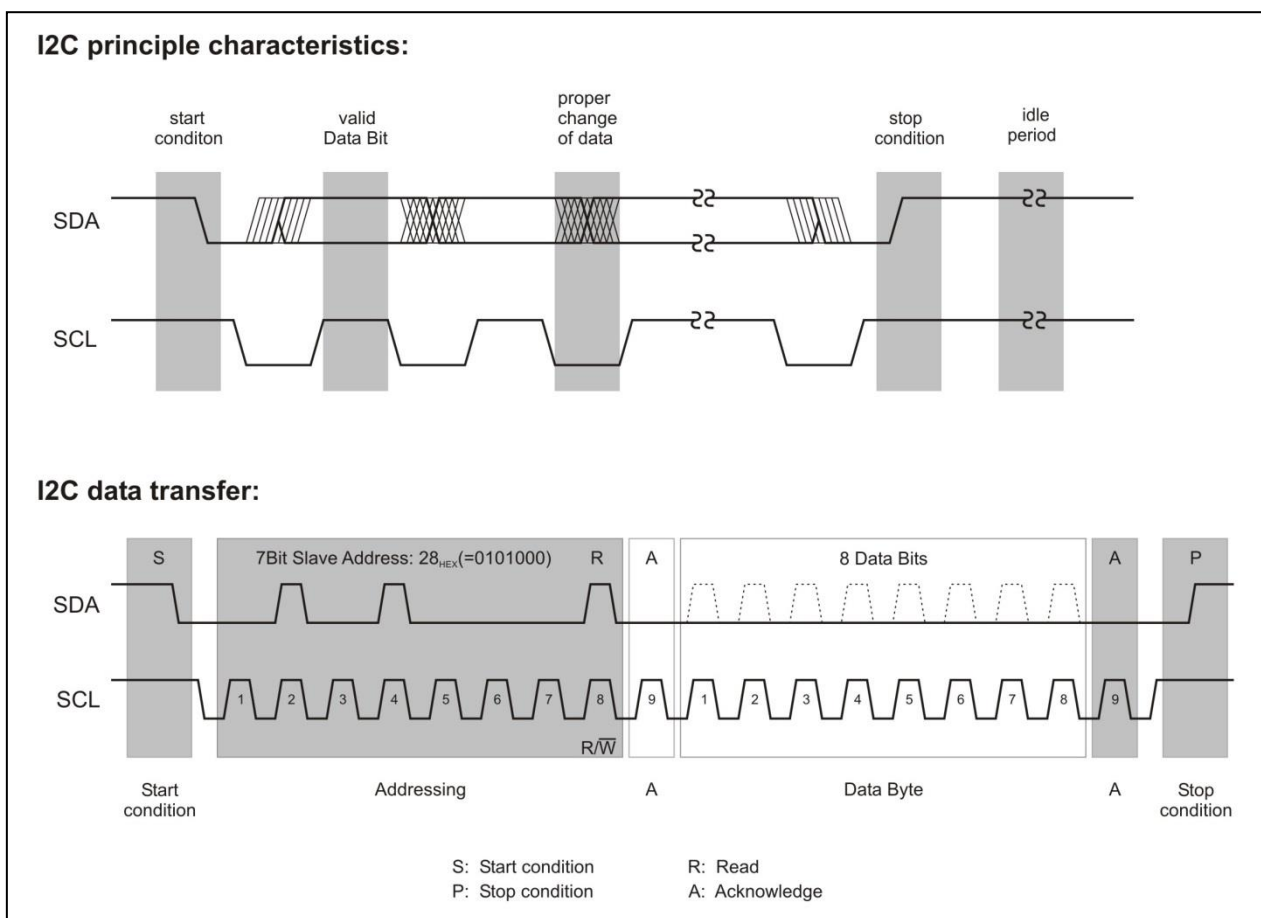 I2C principle characteristics:
start
conditon
valid
Data Bit
proper
change
of data
stop
condition
idle
period
SDA
SCL
I2C data transfer:
S
7Bit Slave Address: 28HEX(=0101000)
R
A
8 Data Bits
A
P
SDA
SCL
1 2 3 4 5 6 7 8 9 1 2 3 4 5 6 7 8 9
R/W̅
Start
condition
Addressing
A
Data Byte
A
Stop
condition
S: Start condition
R: Read
P: Stop condition
A: Acknowledge